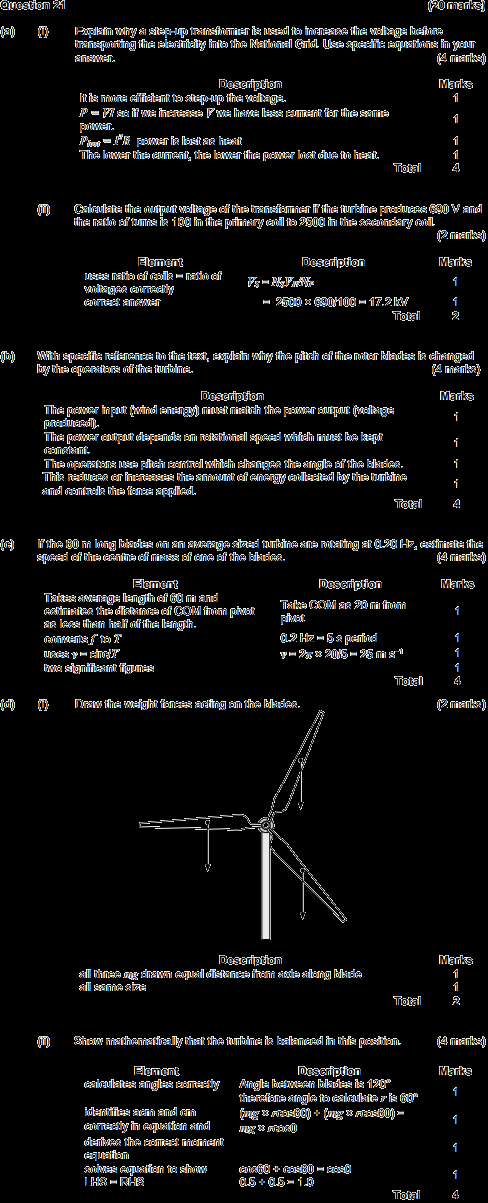 Question 21 (20 marks)
(a) (i) Explain why a step-up transformer is used to increase the voltage before
transporting the electricity into the National Grid. Use specific equations in your
answer. (4 marks)
Description Marks
It is more efficient to step-up the voltage. 1
P = VI so if we increase V we have less current for the same
power. 1
P_lost = I²R power is lost as heat 1
The lower the current, the lower the power lost due to heat. 1
Total 4
(ii) Calculate the output voltage of the transformer if the turbine produces 690 V and
the ratio of turns is 100 in the primary coil to 2500 in the secondary coil.
(2 marks)
Element Description Marks
uses ratio of coils = ratio of
voltages correctly 1
correct answer = 2500 × 690/100 = 17.2 kV 1
Total 2
(b) With specific reference to the text, explain why the pitch of the rotor blades is changed
by the operators of the turbine. (4 marks)
Description Marks
The power input (wind energy) must match the power output (voltage
produced). 1
The power output depends on rotational speed which must be kept
constant. 1
The operators use pitch control which changes the angle of the blades. 1
This reduces or increases the amount of energy collected by the turbine
and controls the force applied. 1
Total 4
(c) If the 60 m long blades on an average sized turbine are rotating at 0.20 Hz, estimate the
speed of the centre of mass of one of the blades. (4 marks)
Element Description Marks
Takes average length of 60 m and
estimates the distance of COM from pivot
as less than half of the length. Take COM as 20 m from
pivot 1
converts f to T 0.2 Hz = 5 s period 1
uses v = circ/T v = 2π × 20/5 = 25 m s⁻¹ 1
two significant figures 1
Total 4
(d) (i) Draw the weight forces acting on the blades. (2 marks)
Description Marks
all three mg drawn equal distance from axle along blade 1
all same size 1
Total 2
(ii) Show mathematically that the turbine is balanced in this position. (4 marks)
Element Description Marks
calculates angles correctly Angle between blades is 120°
therefore angle to calculate r is 60° 1
identifies acm and cm
correctly in equation and (mg × rcos60) + (mg × rcos60) =
mg × rcos0 1
derives the correct moment
equation 1
solves equation to show
LHS = RHS cos60 + cos60 = cos0
0.5 + 0.5 = 1.0 1
Total 4